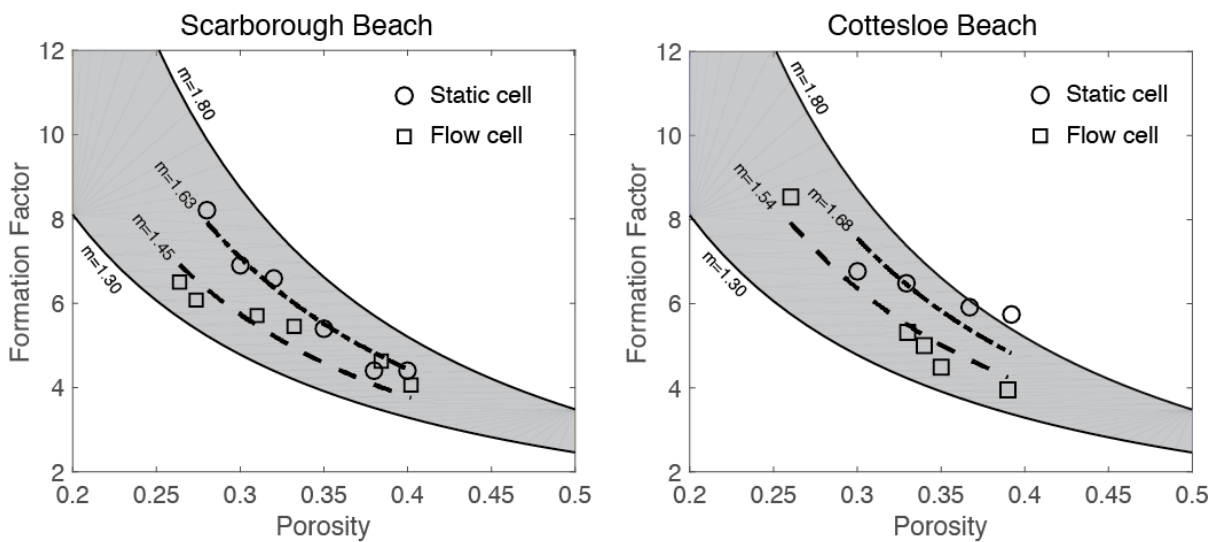 Scarborough Beach
12
10
8
6
4
2
Formation Factor
m=1.80
m=1.63
m=1.45
m=1.30
Static cell
Flow cell
0.2 0.25 0.3 0.35 0.4 0.45 0.5
Porosity
Cottesloe Beach
12
10
8
6
4
2
Formation Factor
m=1.80
m=1.68
m=1.54
m=1.30
Static cell
Flow cell
0.2 0.25 0.3 0.35 0.4 0.45 0.5
Porosity